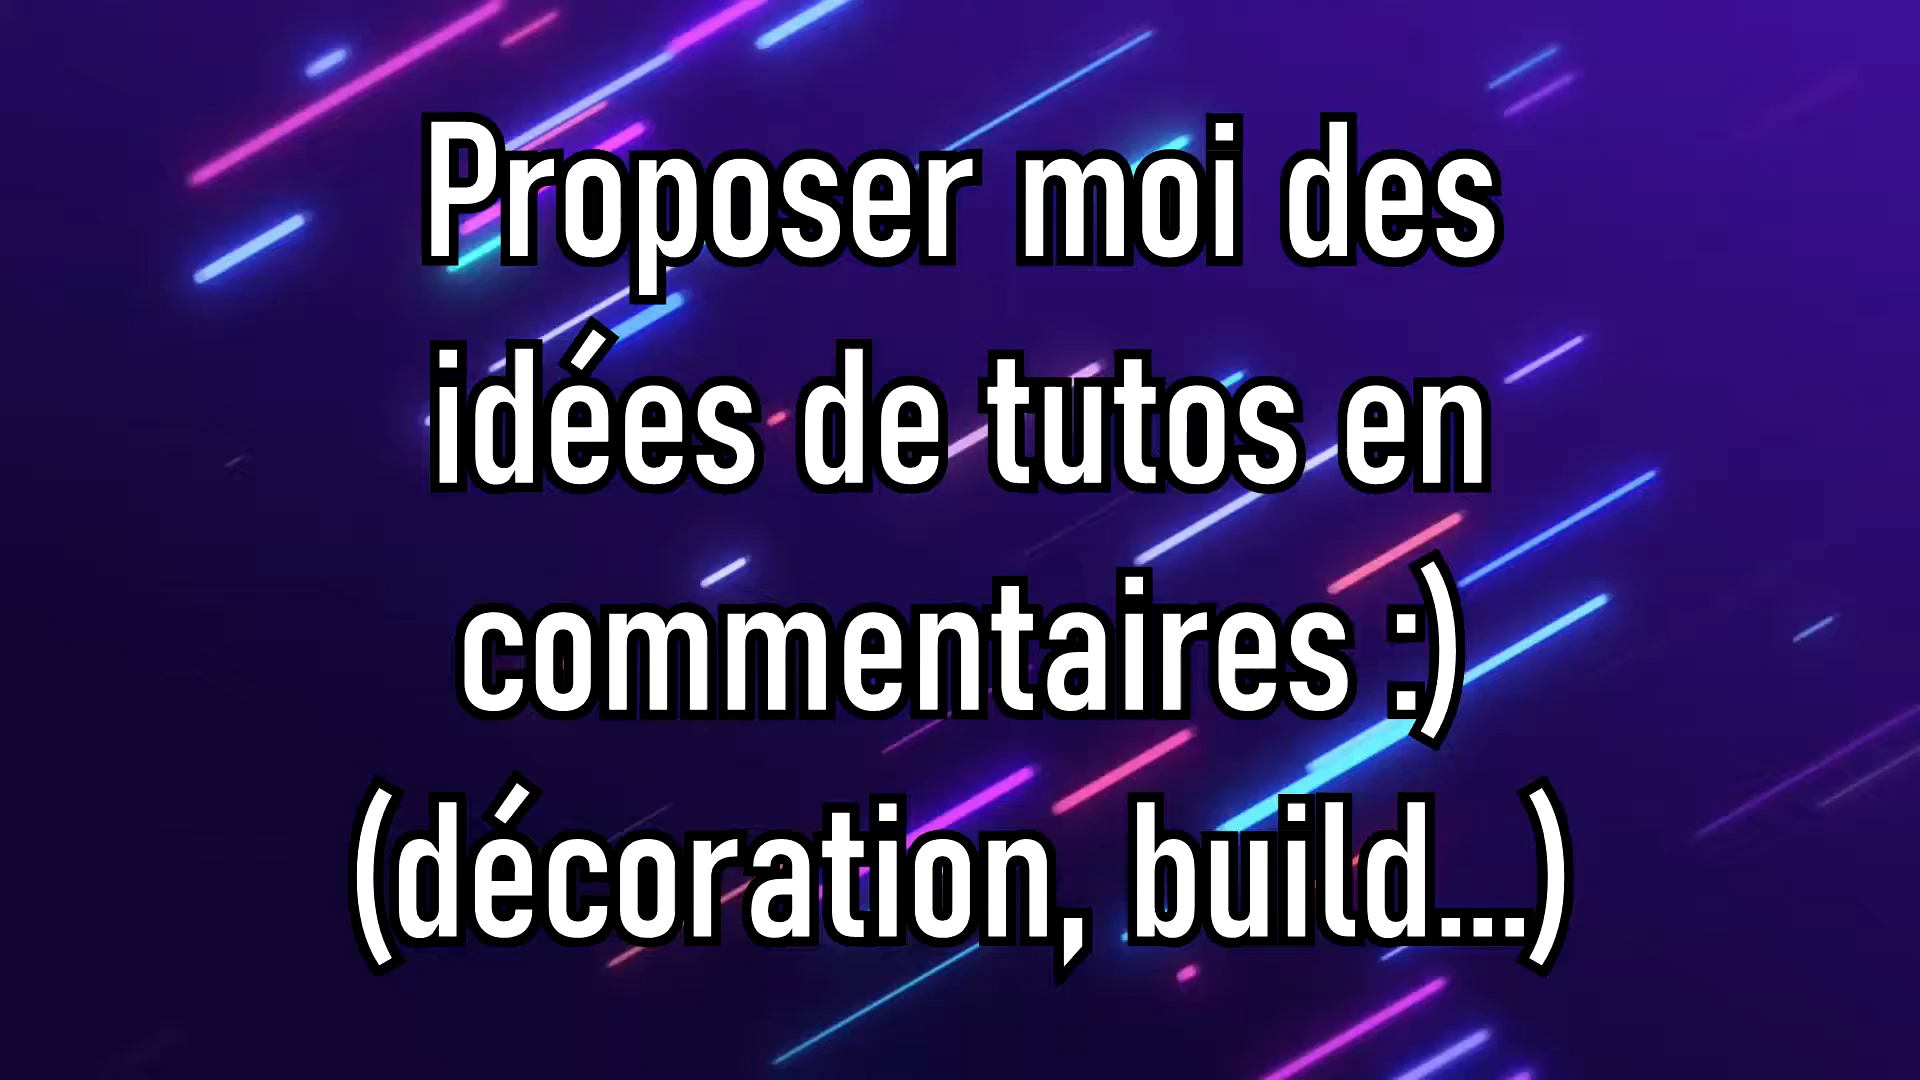 Proposer moi des
idées de tutos en
commentaires :)
(décoration, build...)